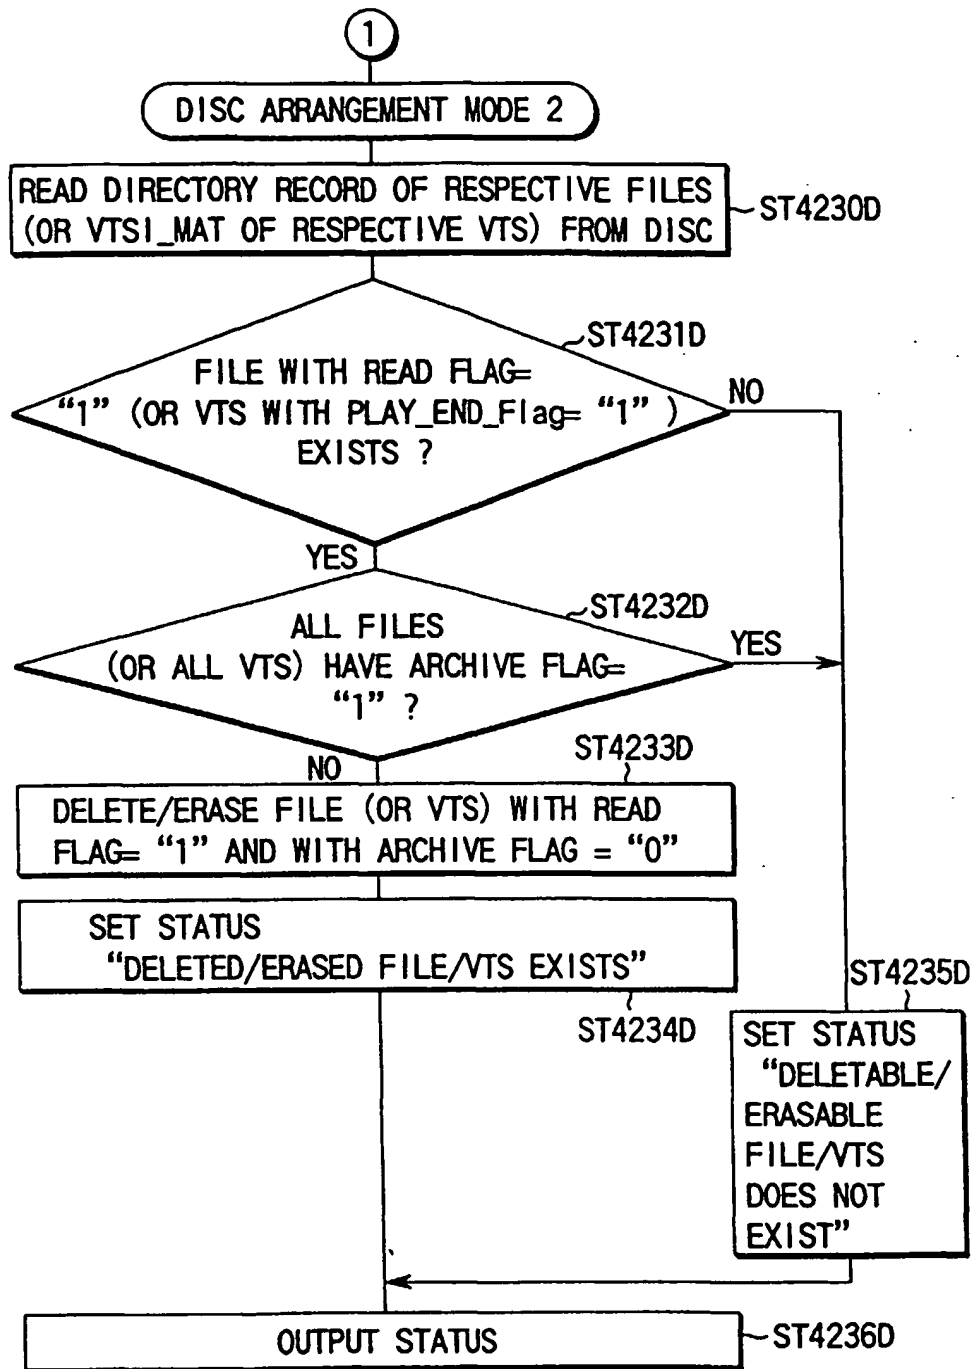 1
DISC ARRANGEMENT MODE 2
READ DIRECTORY RECORD OF RESPECTIVE FILES
(OR VTSI_MAT OF RESPECTIVE VTS) FROM DISC
ST4230D
ST4231D
FILE WITH READ FLAG=
“1” (OR VTS WITH PLAY_END_Flag= “1” )
EXISTS ?
NO
YES
ST4232D
ALL FILES
(OR ALL VTS) HAVE ARCHIVE FLAG=
“1” ?
YES
NO
ST4233D
DELETE/ERASE FILE (OR VTS) WITH READ
FLAG= “1” AND WITH ARCHIVE FLAG = “0”
SET STATUS
“DELETED/ERASED FILE/VTS EXISTS”
ST4234D
ST4235D
SET STATUS
“DELETABLE/
ERASABLE
FILE/VTS
DOES NOT
EXIST”
OUTPUT STATUS
ST4236D